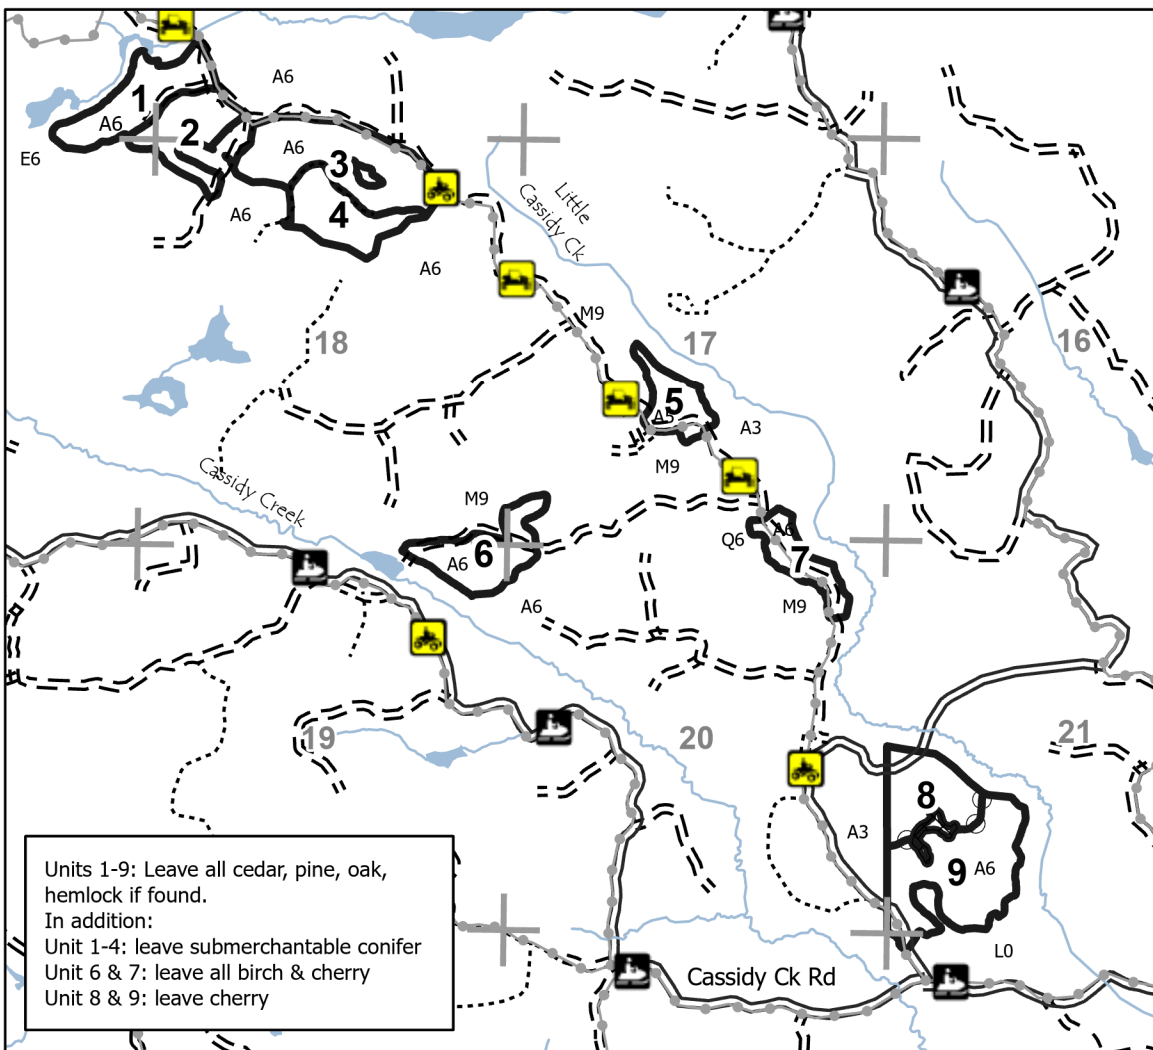 A6
1
A6
2
E6
A6
3
A6
4
A6
Little
Cassidy Ck
M9
18
17
16
5
A5
A3
M9
Cassidy Creek
M9
A6
6
A6
Q6
A6
7
M9
19
20
21
8
A3
9
A6
L0
Cassidy Ck Rd
Units 1-9: Leave all cedar, pine, oak,
hemlock if found.
In addition:
Unit 1-4: leave submerchantable conifer
Unit 6 & 7: leave all birch & cherry
Unit 8 & 9: leave cherry